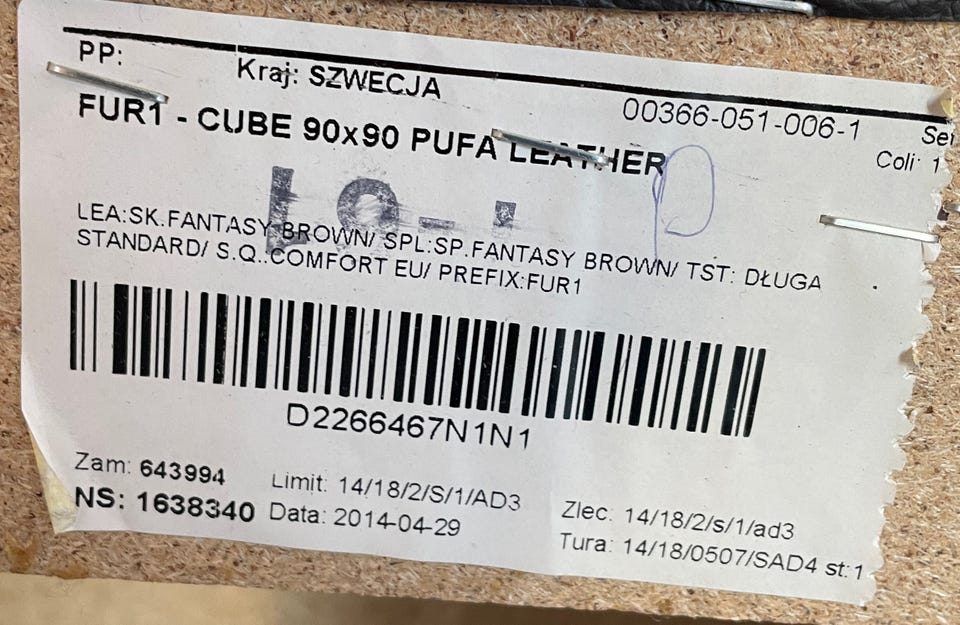 PP:
Kraj: SZWECJA
00366-051-006-1
FUR1 - CUBE 90x90 PUFA LEATHER
Coli: 1
LEA:SK.FANTASY BROWN/ SPL:SP.FANTASY BROWN/ TST: DŁUGA
STANDARD/ S.Q.:COMFORT EU/ PREFIX:FUR1
D2266467N1N1
Zam: 643994
Limit: 14/18/2/S/1/AD3
Zlec: 14/18/2/s/1/ad3
NS: 1638340
Data: 2014-04-29
Tura: 14/18/0507/SAD4 st:1